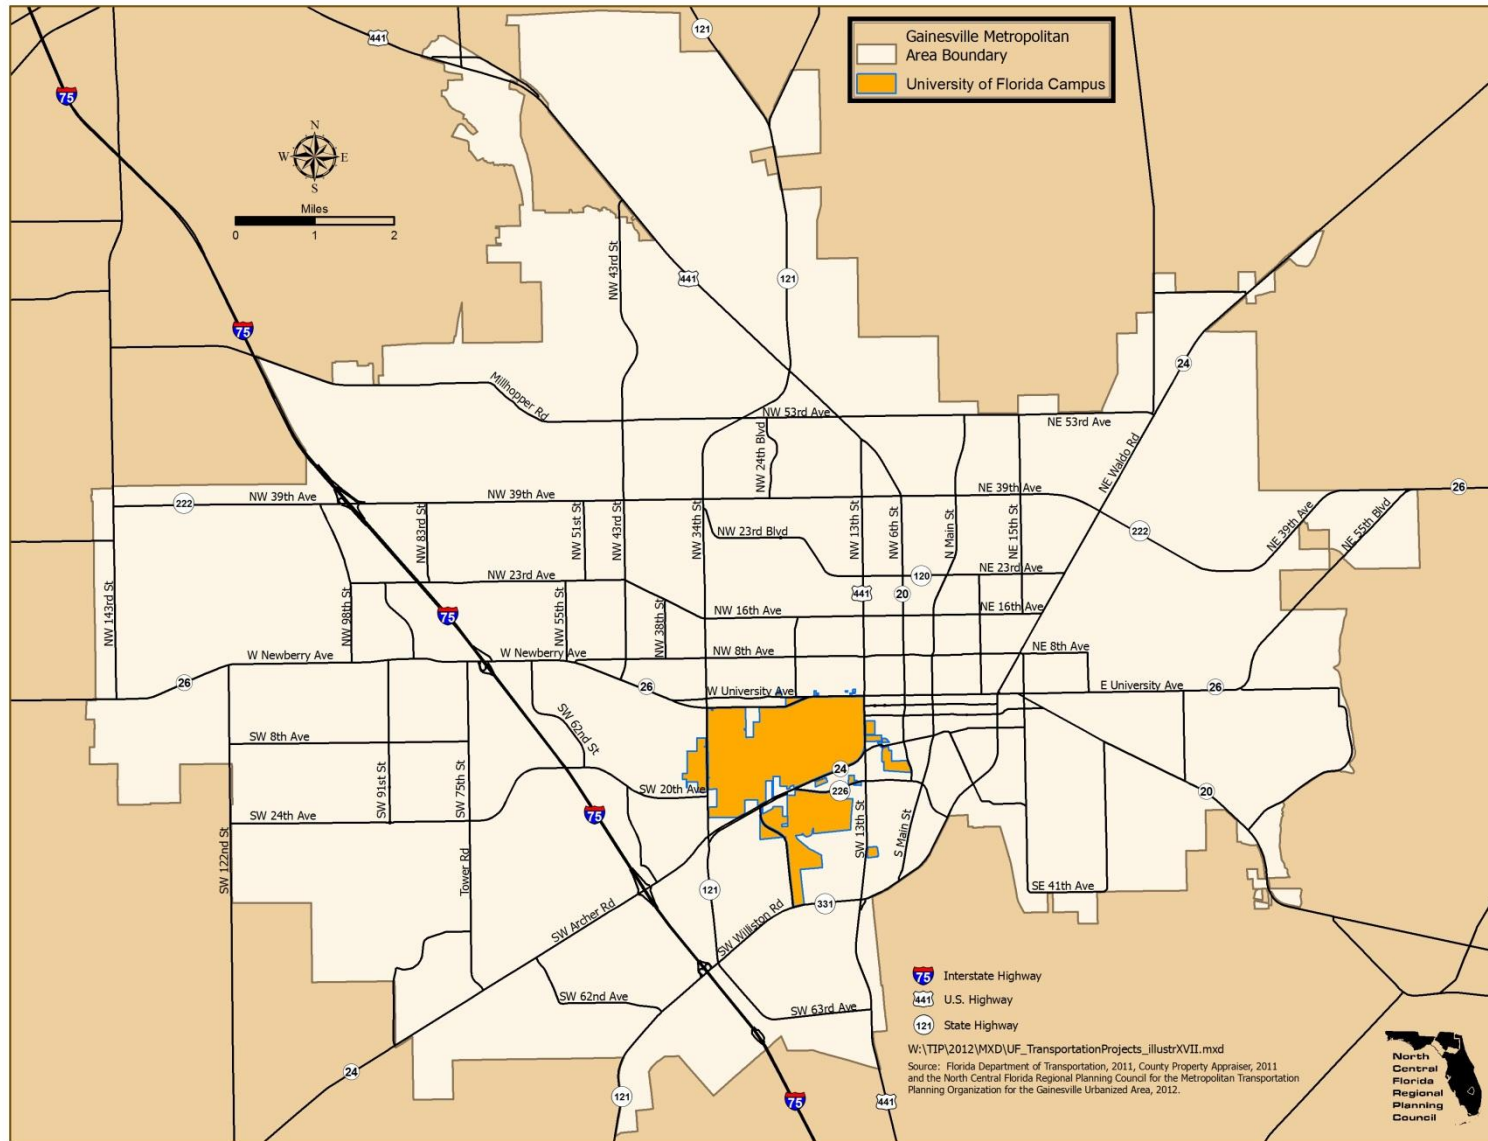 Gainesville Metropolitan
Area Boundary
University of Florida Campus
441
121
75
N
W E
S
Miles
0 1 2
NW 43rd St
441
121
75
24
Millhopper Rd
NW 53rd Ave
NE 53rd Ave
NW 24th Blvd
NE Waldo Rd
222
NW 39th Ave
NW 39th Ave
NE 39th Ave
26
NW 83rd St
NW 51st St
NW 43rd St
NW 34th St
NW 23rd Blvd
NW 13th St
NW 6th St
N Main St
NE 15th St
222
NE 39th Ave
NE 55th Blvd
NW 23rd Ave
120
NE 23rd Ave
NW 143rd St
NW 98th St
75
NW 55th St
NW 38th St
441
20
NW 16th Ave
NE 16th Ave
W Newberry Ave
W Newberry Ave
NW 8th Ave
NE 8th Ave
26
26
W University Ave
E University Ave
26
SW 62nd St
SW 8th Ave
SW 91st St
SW 75th St
24
SW 20th Ave
226
20
SW 24th Ave
75
SW 122nd St
Tower Rd
SW 13th St
S Main St
121
SE 41th Ave
SW Archer Rd
SW Williston Rd
331
SW 62nd Ave
SW 63rd Ave
24
121
75
441
75 Interstate Highway
441 U.S. Highway
121 State Highway
W:\TIP\2012\MXD\UF_TransportationProjects_illustrXVII.mxd
Source: Florida Department of Transportation, 2011, County Property Appraiser, 2011
and the North Central Florida Regional Planning Council for the Metropolitan Transportation
Planning Organization for the Gainesville Urbanized Area, 2012.
North
Central
Florida
Regional
Planning
Council